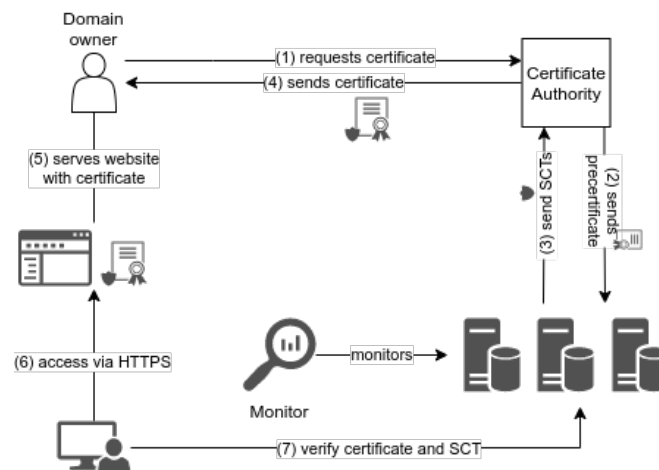 Domain
owner
(1) requests certificate
(4) sends certificate
Certificate
Authority
(5) serves website
with certificate
(3) send SCTs
(2) sends
precertificate
(6) access via HTTPS
monitors
Monitor
(7) verify certificate and SCT